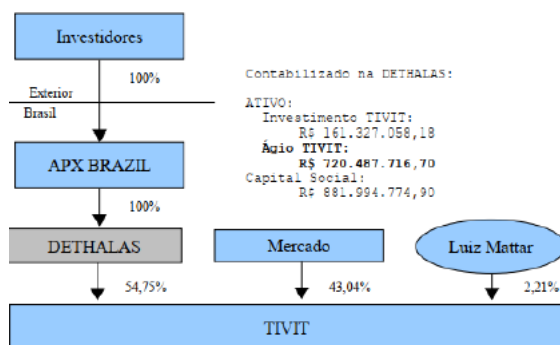 Investidores
100%
Exterior
Brasil
Contabilizado na DETHALAS:
ATIVO:
Investimento TIVIT:
R$ 161.327.058,18
Ágio TIVIT:
R$ 720.487.716,70
Capital Social:
R$ 881.994.774,90
APX BRAZIL
100%
DETHALAS
Mercado
Luiz Mattar
54,75%
43,04%
2,21%
TIVIT